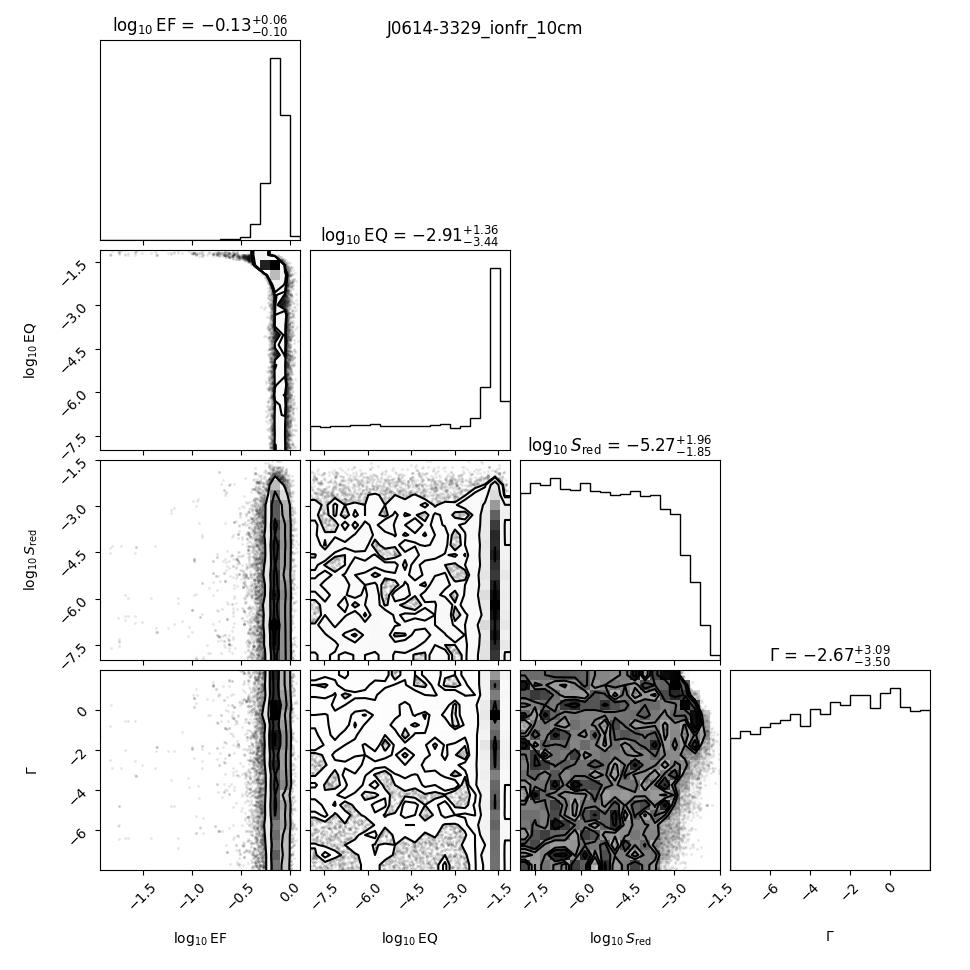 J0614-3329_ionfr_10cm
log₁₀ EF = −0.13+0.06−0.10
log₁₀ EQ = −2.91+1.36−3.44
−1.5
−3.0
−4.5
−6.0
−7.5
log₁₀ EQ
log₁₀ Sred = −5.27+1.96−1.85
−1.5
−3.0
−4.5
−6.0
−7.5
log₁₀ Sred
Γ = −2.67+3.09−3.50
0
−2
−4
−6
Γ
−1.5 −1.0 −0.5 0.0
−7.5 −6.0 −4.5 −3.0 −1.5
−7.5 −6.0 −4.5 −3.0 −1.5
−6 −4 −2 0
log₁₀ EF
log₁₀ EQ
log₁₀ Sred
Γ